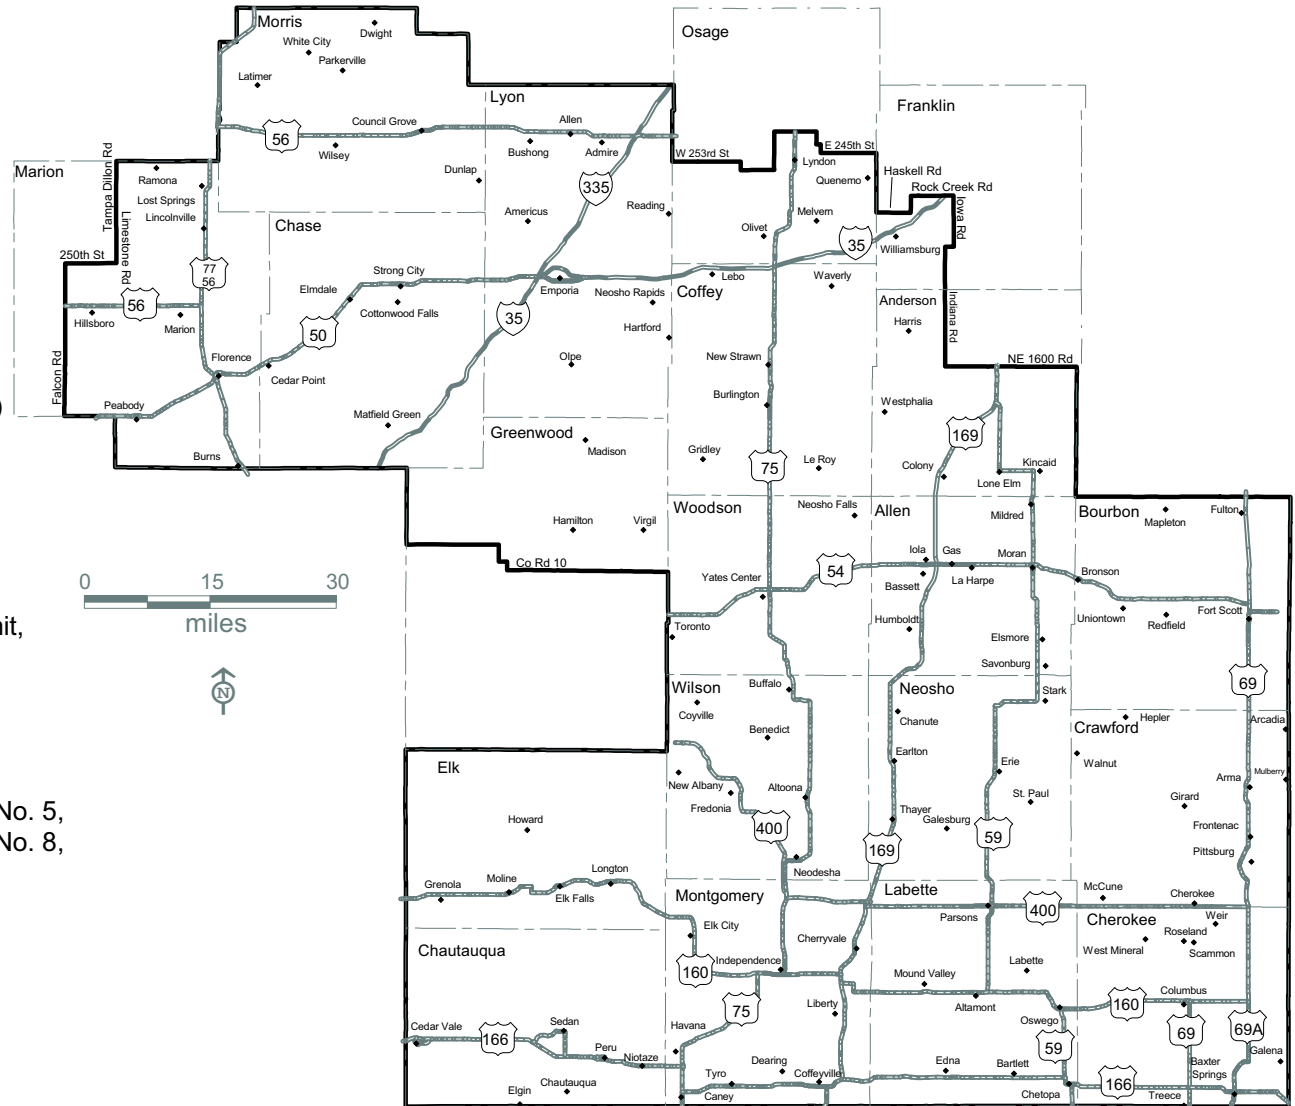 Morris
Dwight
White City
Parkerville
Latimer
Osage
Lyon
Franklin
56
Council Grove
Wilsey
Allen
Bushong
Admire
W 253rd St
E 245th St
Lyndon
Quenemo
Haskell Rd
Rock Creek Rd
Iowa Rd
Marion
Tampa Dillon Rd
Ramona
Lost Springs
Lincolnville
Limestone Rd
Dunlap
335
Americus
Reading
Melvern
Olivet
35
Williamsburg
Chase
250th St
77
56
Strong City
Elmdale
Cottonwood Falls
Emporia
Neosho Rapids
Lebo
Coffey
Waverly
56
Hillsboro
Marion
50
35
Hartford
Anderson
Harris
Indiana Rd
Falcon Rd
Florence
Cedar Point
Olpe
New Strawn
NE 1600 Rd
Peabody
Matfield Green
Burlington
Westphalia
169
Greenwood
Madison
Burns
Gridley
75
Le Roy
Colony
Kincaid
Lone Elm
Woodson
Neosho Falls
Allen
Mildred
Bourbon
Mapleton
Fulton
Hamilton
Virgil
Co Rd 10
Yates Center
54
Iola
Gas
Bassett
La Harpe
Moran
Bronson
0
15
30
miles
N
)
nit,
No. 5,
No. 8,
Toronto
Humboldt
Elsmore
Savonburg
Uniontown
Redfield
Fort Scott
Wilson
Buffalo
Neosho
Stark
69
Coyville
Chanute
Hepler
Arcadia
Crawford
Benedict
Walnut
Earlton
Erie
Elk
New Albany
Altoona
Fredonia
Arma
Mulberry
St. Paul
Girard
Howard
400
Thayer
Galesburg
169
59
Frontenac
Pittsburg
Neodesha
Grenola
Moline
Longton
Elk Falls
Montgomery
Labette
Parsons
400
McCune
Cherokee
Cherokee
Weir
Roseland
West Mineral
Scammon
Elk City
Cherryvale
Chautauqua
160
Independence
Mound Valley
Labette
75
Liberty
Altamont
160
Columbus
Oswego
Cedar Vale
166
Sedan
Peru
Niotaze
Havana
59
69
69A
Galena
Baxter
Springs
Dearing
Tyro
Coffeyville
Edna
Bartlett
166
Elgin
Chautauqua
Caney
Chetopa
Treece